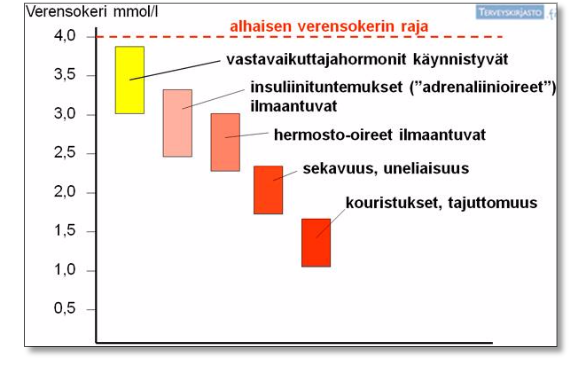 Verensokeri mmol/l
TERVEYSKIRJASTO
alhaisen verensokerin raja
4,0
vastavaikuttajahormonit käynnistyvät
3,5
insuliinituntemukset (”adrenaliinioireet”)
ilmaantuvat
3,0
hermosto-oireet ilmaantuvat
2,5
sekavuus, uneliaisuus
2,0
kouristukset, tajuttomuus
1,5
1,0
0,5